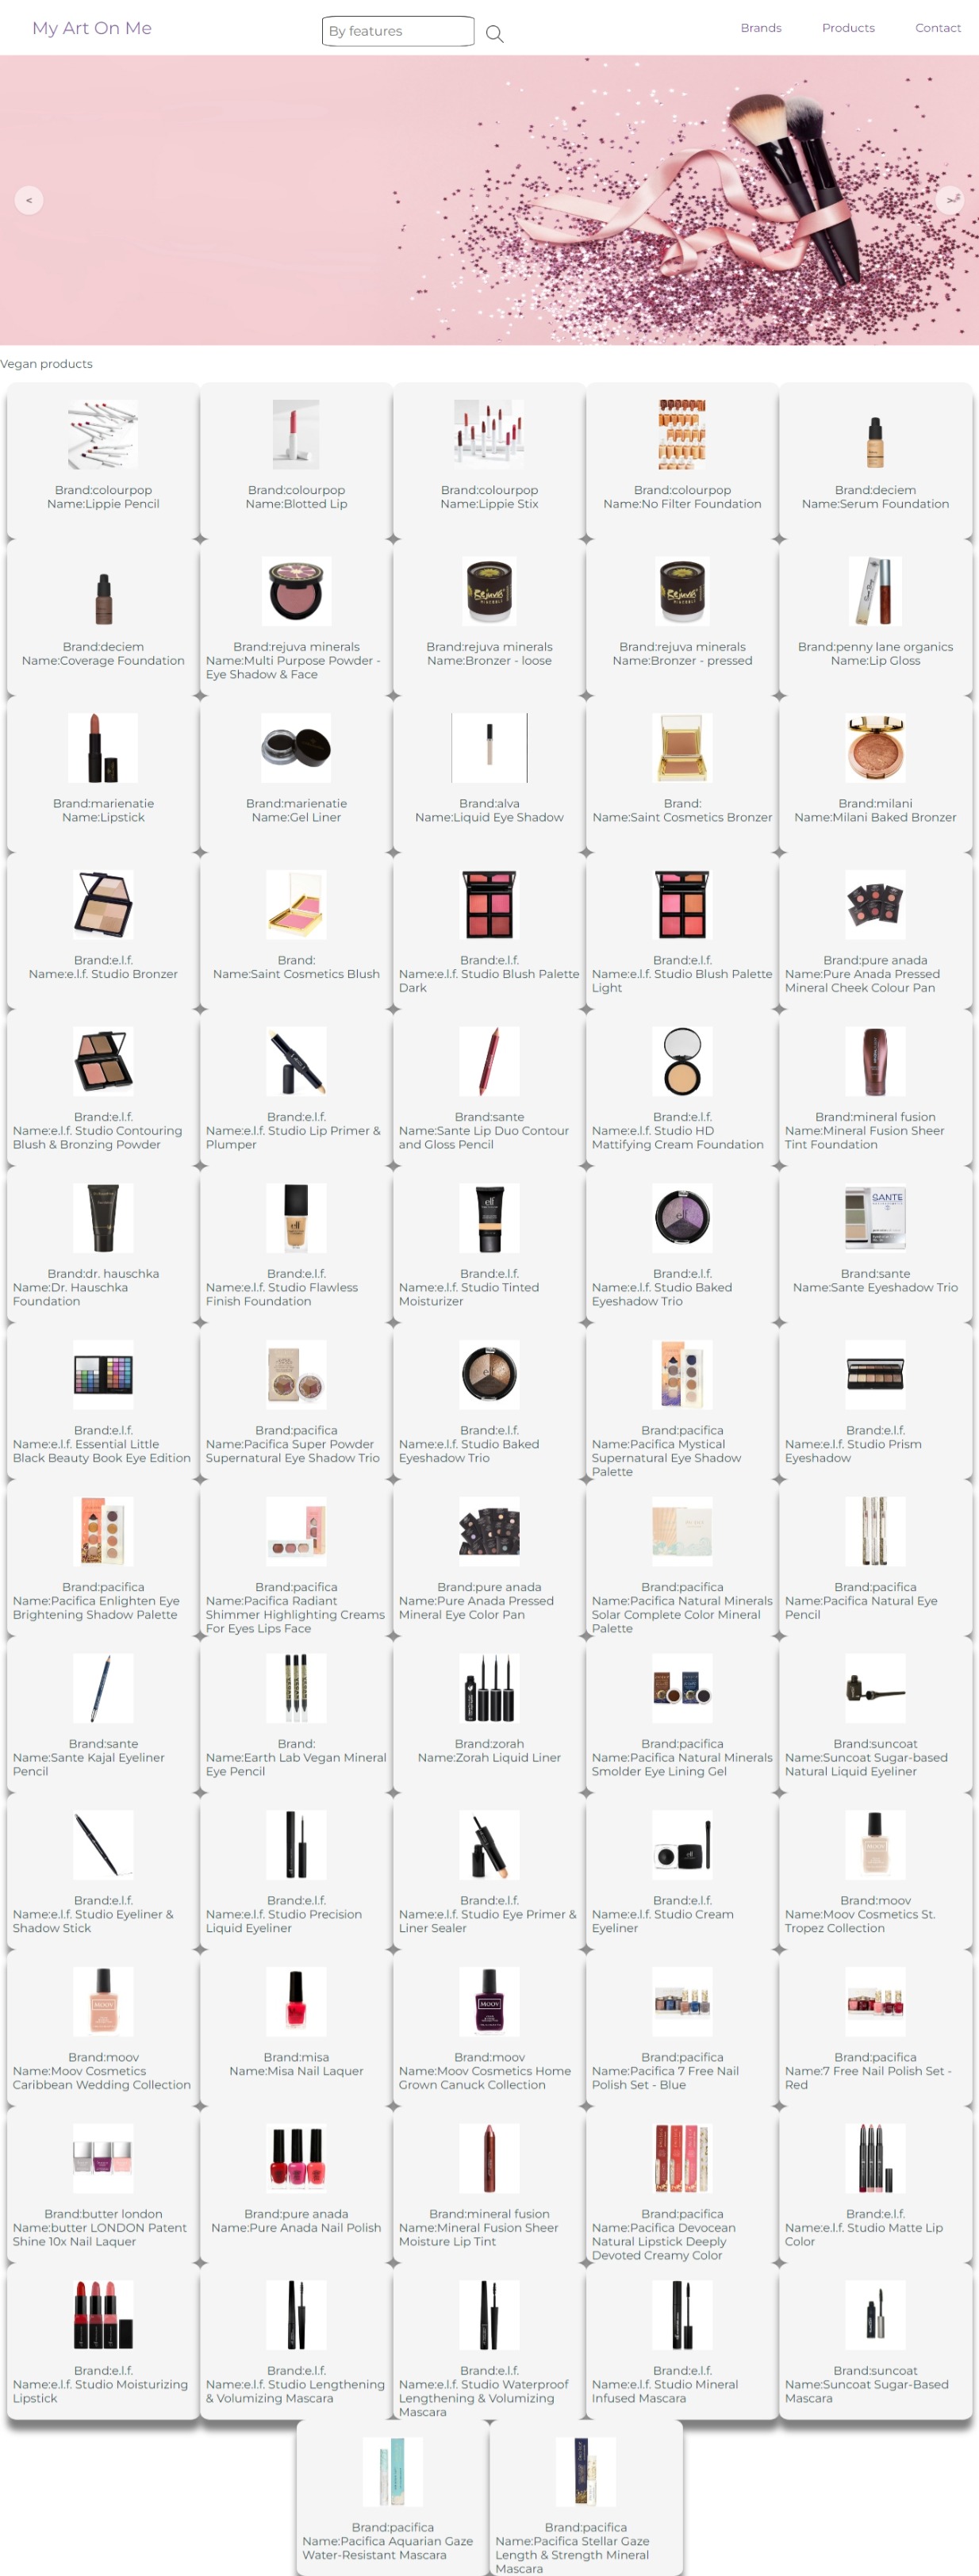 My Art On Me
By features
Brands
Products
Contact
<
>
Vegan products
Brand:colourpop
Name:Lippie Pencil
Brand:colourpop
Name:Blotted Lip
Brand:colourpop
Name:Lippie Stix
Brand:colourpop
Name:No Filter Foundation
Brand:deciem
Name:Serum Foundation
Brand:deciem
Name:Coverage Foundation
Brand:rejuva minerals
Name:Multi Purpose Powder -
Eye Shadow & Face
Rejuva
MINERALS
Brand:rejuva minerals
Name:Bronzer - loose
Rejuva
MINERALS
Brand:rejuva minerals
Name:Bronzer - pressed
Brand:penny lane organics
Name:Lip Gloss
Brand:marienatie
Name:Lipstick
Brand:marienatie
Name:Gel Liner
Brand:alva
Name:Liquid Eye Shadow
Brand:
Name:Saint Cosmetics Bronzer
Brand:milani
Name:Milani Baked Bronzer
Brand:e.l.f.
Name:e.l.f. Studio Bronzer
Brand:
Name:Saint Cosmetics Blush
Brand:e.l.f.
Name:e.l.f. Studio Blush Palette
Dark
Brand:e.l.f.
Name:e.l.f. Studio Blush Palette
Light
Brand:pure anada
Name:Pure Anada Pressed
Mineral Cheek Colour Pan
Brand:e.l.f.
Name:e.l.f. Studio Contouring
Blush & Bronzing Powder
Brand:e.l.f.
Name:e.l.f. Studio Lip Primer &
Plumper
Brand:sante
Name:Sante Lip Duo Contour
and Gloss Pencil
Brand:e.l.f.
Name:e.l.f. Studio HD
Mattifying Cream Foundation
Brand:mineral fusion
Name:Mineral Fusion Sheer
Tint Foundation
Brand:dr. hauschka
Name:Dr. Hauschka
Foundation
elf
Brand:e.l.f.
Name:e.l.f. Studio Flawless
Finish Foundation
elf
Brand:e.l.f.
Name:e.l.f. Studio Tinted
Moisturizer
Brand:e.l.f.
Name:e.l.f. Studio Baked
Eyeshadow Trio
SANTE
Brand:sante
Name:Sante Eyeshadow Trio
Brand:e.l.f.
Name:e.l.f. Essential Little
Black Beauty Book Eye Edition
Brand:pacifica
Name:Pacifica Super Powder
Supernatural Eye Shadow Trio
Brand:e.l.f.
Name:e.l.f. Studio Baked
Eyeshadow Trio
Brand:pacifica
Name:Pacifica Mystical
Supernatural Eye Shadow
Palette
Brand:e.l.f.
Name:e.l.f. Studio Prism
Eyeshadow
Brand:pacifica
Name:Pacifica Enlighten Eye
Brightening Shadow Palette
Brand:pacifica
Name:Pacifica Radiant
Shimmer Highlighting Creams
For Eyes Lips Face
Brand:pure anada
Name:Pure Anada Pressed
Mineral Eye Color Pan
Brand:pacifica
Name:Pacifica Natural Minerals
Solar Complete Color Mineral
Palette
Brand:pacifica
Name:Pacifica Natural Eye
Pencil
Brand:sante
Name:Sante Kajal Eyeliner
Pencil
Brand:
Name:Earth Lab Vegan Mineral
Eye Pencil
Brand:zorah
Name:Zorah Liquid Liner
Brand:pacifica
Name:Pacifica Natural Minerals
Smolder Eye Lining Gel
Brand:suncoat
Name:Suncoat Sugar-based
Natural Liquid Eyeliner
Brand:e.l.f.
Name:e.l.f. Studio Eyeliner &
Shadow Stick
Brand:e.l.f.
Name:e.l.f. Studio Precision
Liquid Eyeliner
Brand:e.l.f.
Name:e.l.f. Studio Eye Primer &
Liner Sealer
elf
Brand:e.l.f.
Name:e.l.f. Studio Cream
Eyeliner
Brand:moov
Name:Moov Cosmetics St.
Tropez Collection
MOOV
Brand:moov
Name:Moov Cosmetics
Caribbean Wedding Collection
Brand:misa
Name:Misa Nail Laquer
MOOV
Brand:moov
Name:Moov Cosmetics Home
Grown Canuck Collection
Brand:pacifica
Name:Pacifica 7 Free Nail
Polish Set - Blue
Brand:pacifica
Name:7 Free Nail Polish Set -
Red
Brand:butter london
Name:butter LONDON Patent
Shine 10x Nail Laquer
Brand:pure anada
Name:Pure Anada Nail Polish
Brand:mineral fusion
Name:Mineral Fusion Sheer
Moisture Lip Tint
Brand:pacifica
Name:Pacifica Devocean
Natural Lipstick Deeply
Devoted Creamy Color
Brand:e.l.f.
Name:e.l.f. Studio Matte Lip
Color
Brand:e.l.f.
Name:e.l.f. Studio Moisturizing
Lipstick
Brand:e.l.f.
Name:e.l.f. Studio Lengthening
& Volumizing Mascara
Brand:e.l.f.
Name:e.l.f. Studio Waterproof
Lengthening & Volumizing
Mascara
Brand:e.l.f.
Name:e.l.f. Studio Mineral
Infused Mascara
Brand:suncoat
Name:Suncoat Sugar-Based
Mascara
Brand:pacifica
Name:Pacifica Aquarian Gaze
Water-Resistant Mascara
Brand:pacifica
Name:Pacifica Stellar Gaze
Length & Strength Mineral
Mascara